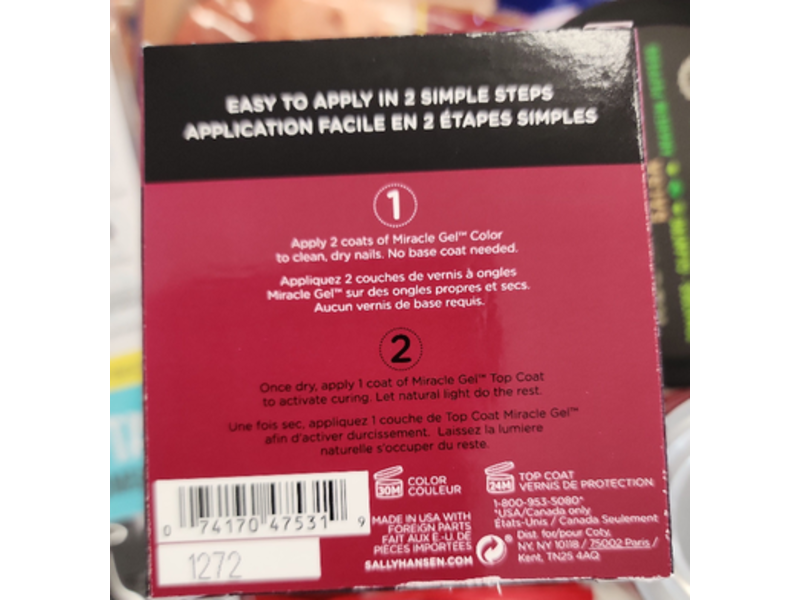 EASY TO APPLY IN 2 SIMPLE STEPS
APPLICATION FACILE EN 2 ÉTAPES SIMPLES
1
Apply 2 coats of Miracle Gel™ Color
to clean, dry nails. No base coat needed.
Appliquez 2 couches de vernis à ongles
Miracle Gel™ sur des ongles propres et secs.
Aucun vernis de base requis.
2
Once dry, apply 1 coat of Miracle Gel™ Top Coat
to activate curing. Let natural light do the rest.
Une fois sec, appliquez 1 couche de Top Coat Miracle Gel™
afin d'activer durcissement. Laissez la lumiere
naturelle s'occuper du reste.
30M
COLOR
COULEUR
24M
TOP COAT
VERNIS DE PROTECTION
0 74170 47531 9
1272
MADE IN USA WITH
FOREIGN PARTS
FAIT AUX É.-U. DE
PIÈCES IMPORTÉES
SALLYHANSEN.COM
1-800-953-5080*
*USA/Canada only
États-Unis / Canada Seulement
Dist. for/pour Coty,
NY, NY 10118 / 75002 Paris /
Kent, TN25 4AQ